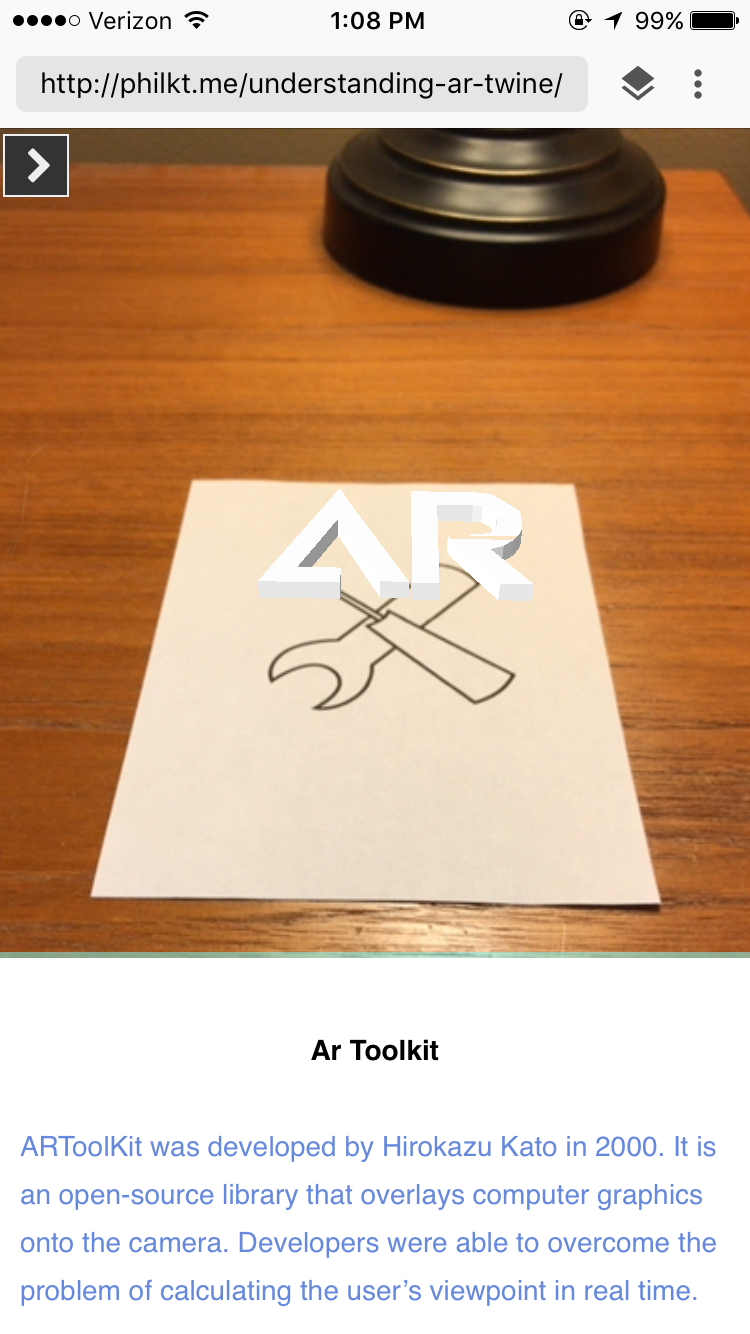 Verizon 1:08 PM 99%
http://philkt.me/understanding-ar-twine/
AR
Ar Toolkit
ARToolKit was developed by Hirokazu Kato in 2000. It is
an open-source library that overlays computer graphics
onto the camera. Developers were able to overcome the
problem of calculating the user’s viewpoint in real time.